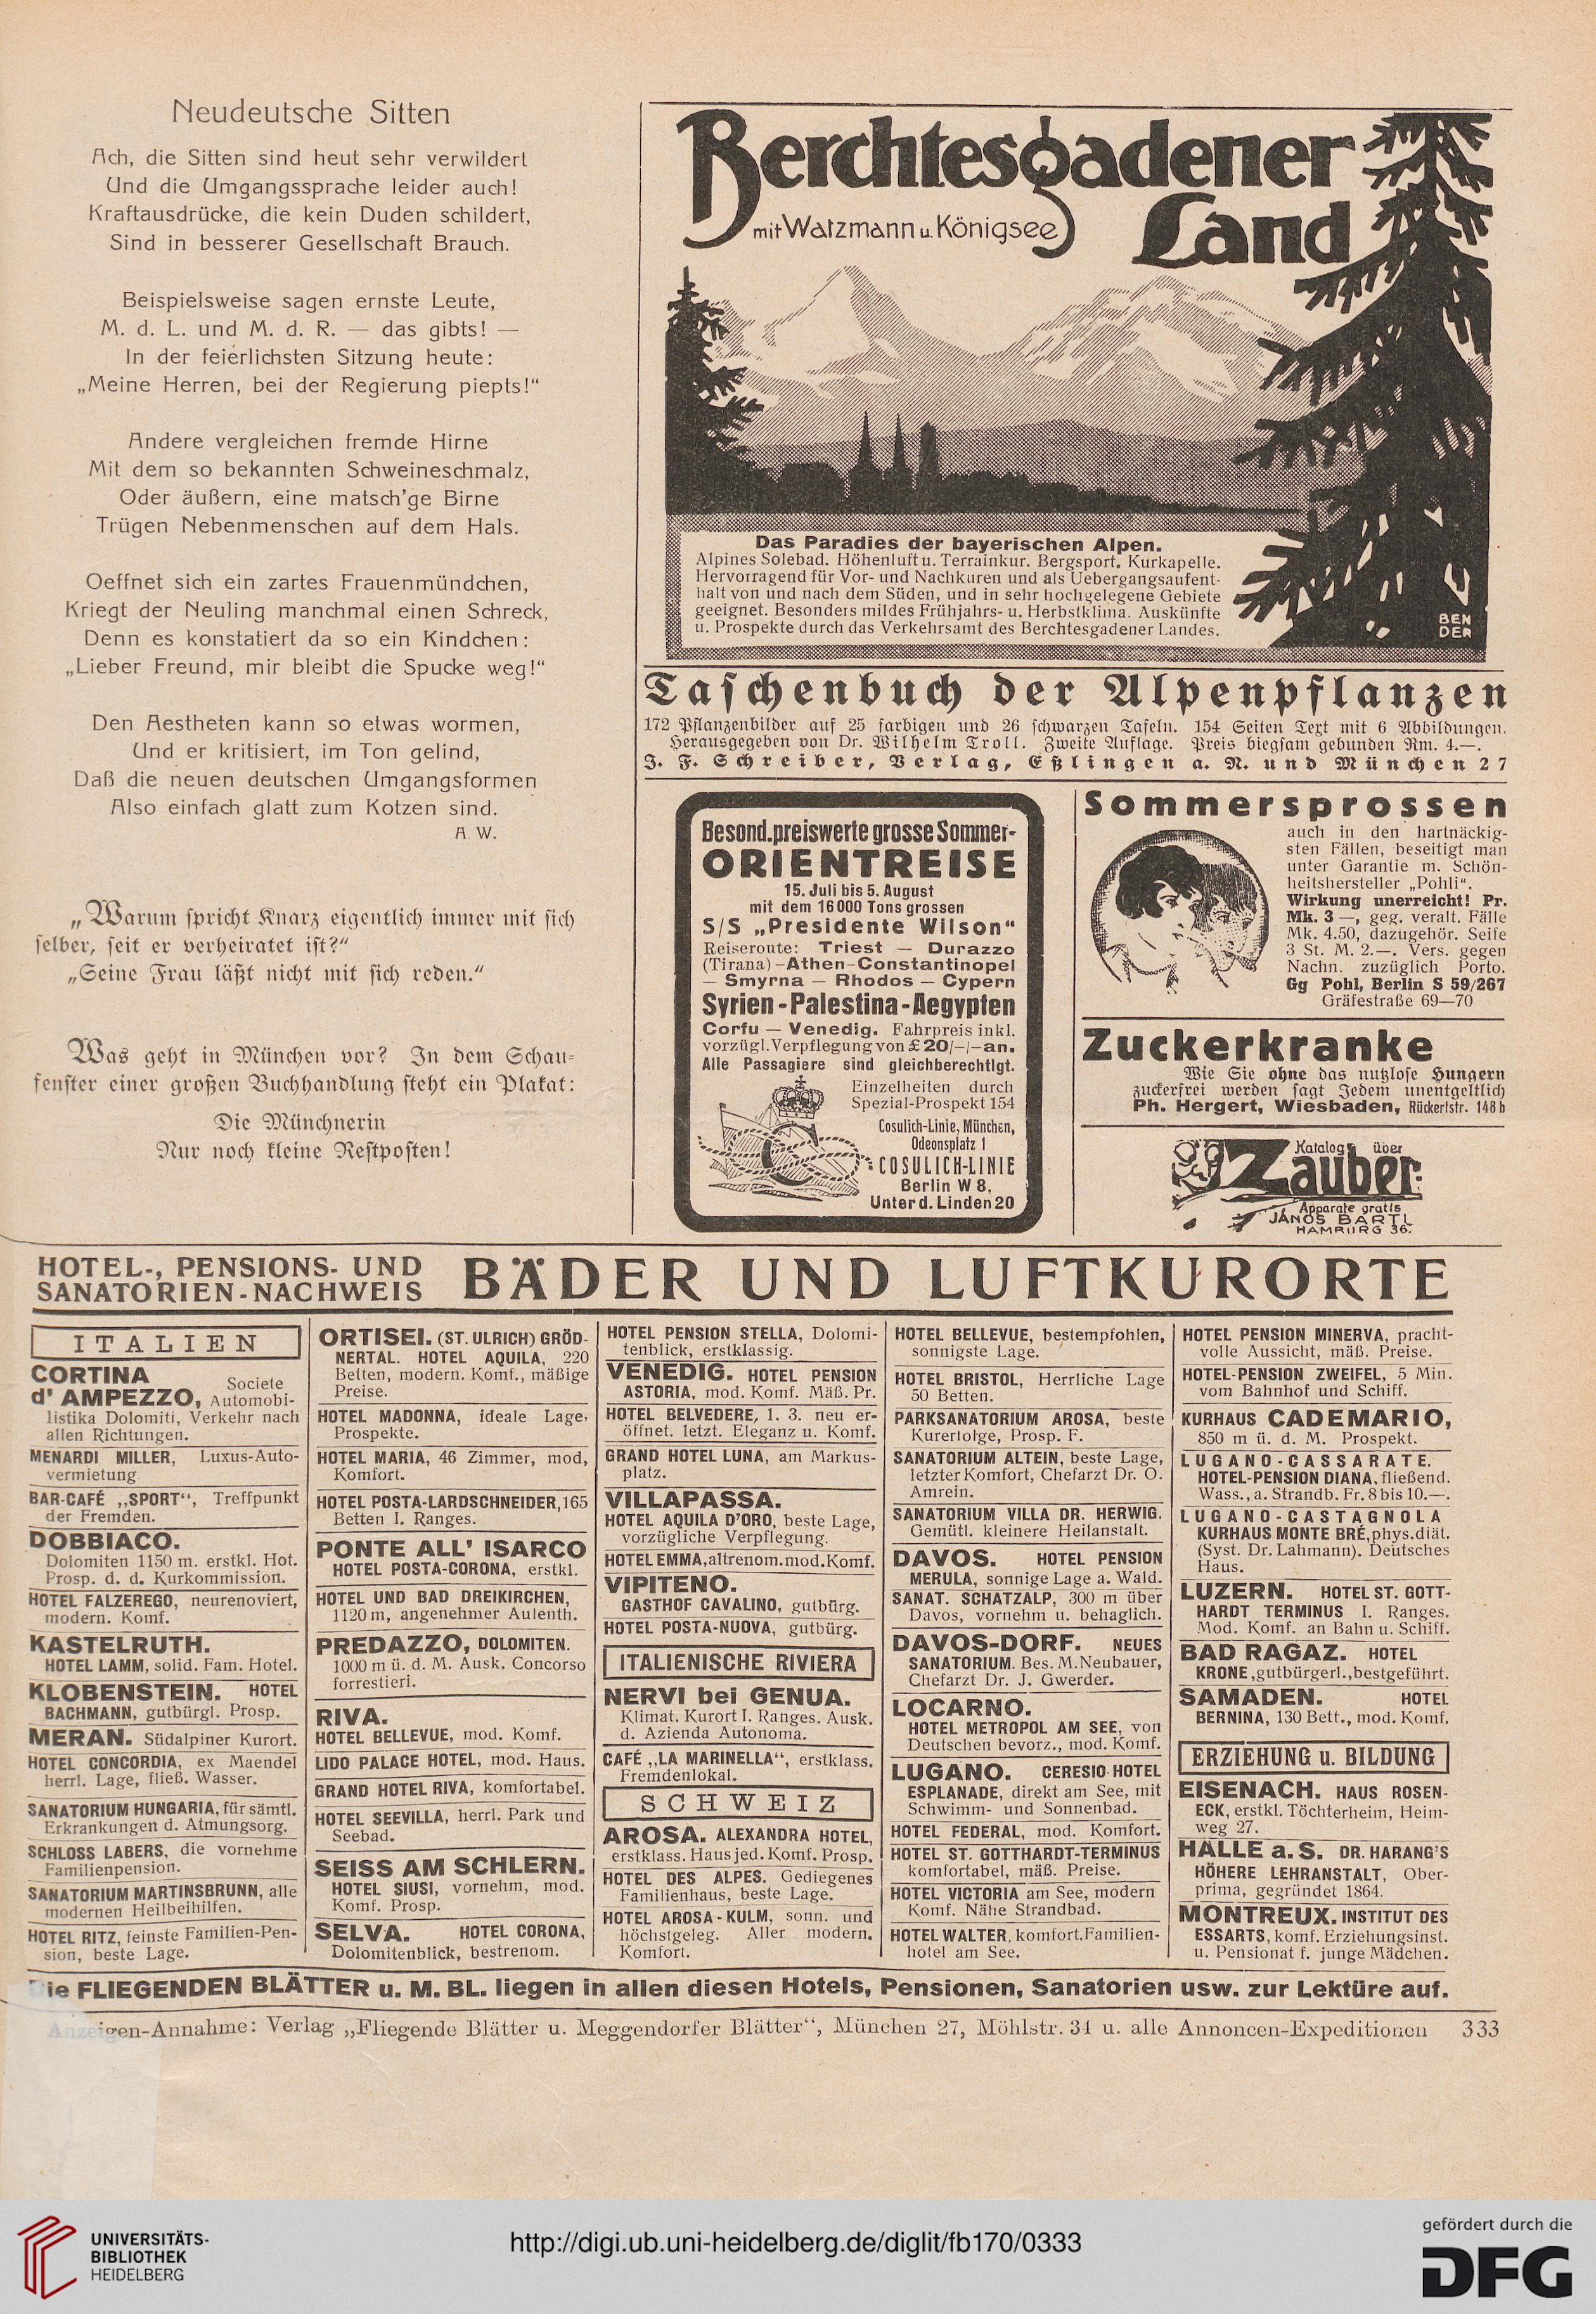 Neudeutsche Sitten
Ach, die Sitten sind heut sehr verwildert
Und die Umgangssprache leider auch!
Kraftausdrücke, die kein Duden schildert,
Sind in besserer Gesellschaft Brauch.
Beispielsweise sagen ernste Leute,
M. d. L. und M. d. R. — das gibts! —
In der feierlichsten Sitzung heute:
„Meine Herren, bei der Regierung piepts!“
Andere vergleichen fremde Hirne
Mit dem so bekannten Schweineschmalz,
Oder äußern, eine matsch'ge Birne
Trügen Nebenmenschen auf dem Hals.
Oeffnet sich ein zartes Frauenmündchen,
Kriegt der Neuling manchmal einen Schreck,
Denn es konstatiert da so ein Kindchen:
„Lieber Freund, mir bleibt die Spucke weg!“
Den Aestheten kann so etwas wormen,
Und er kritisiert, im Ton gelind,
Daß die neuen deutschen Umgangsformen
Also einfach glatt zum Kotzen sind.
A. W.
„Warum spricht Knarz eigentlich immer mit sich
selber, seit er verheiratet ist?“
„Seine Frau läßt nicht mit sich reden.“
Was geht in München vor? In dem Schau-
fenster einer großen Buchhandlung steht ein Plakat:
Die Münchnerin
Nur noch kleine Restposten!
Berchtesgadener
Land
mit Watzmann u. Königsee
Das Paradies der bayerischen Alpen.
Alpines Solebad. Höhenluft u. Terrainkur. Bergsport. Kurkapelle.
Hervorragend für Vor- und Nachkuren und als Uebergangsaufent-
halt von und nach dem Süden, und in sehr hochgelegene Gebiete
geeignet. Besonders mildes Frühjahrs- u. Herbstklima. Auskünfte
u. Prospekte durch das Verkehrsamt des Berchtesgadener Landes.
BEN
DER
Taschenbuch der Alpenpflanzen
172 Pflanzenbilder auf 25 farbigen und 26 schwarzen Tafeln. 154 Seiten Text mit 6 Abbildungen.
Herausgegeben von Dr. Wilhelm Troll. Zweite Auflage. Preis biegsam gebunden Rm. 4.—.
J. F. Schreiber, Verlag, Eßlingen a. N. und München 27
Besond. preiswerte grosse Sommer-
ORIENTREISE
15. Juli bis 5. August
mit dem 16000 Tons grossen
S/S „Presidente Wilson“
Reiseroute: Triest — Durazzo
(Tirana) – Athen – Constantinopel
— Smyrna — Rhodos — Cypern
Syrien - Palestina - Aegypten
Corfu — Venedig. Fahrpreis inkl.
vorzügl. Verpflegung von £ 20/–/– an.
Alle Passagiere sind gleichberechtigt.
Einzelheiten durch
Spezial-Prospekt 154
Cosulich-Linie, München,
Odeonsplatz 1
COSULICH-LINIE
Berlin W 8,
Unter d. Linden 20
Sommersprossen
auch in den hartnäckig-
sten Fällen, beseitigt man
unter Garantie m. Schön-
heitshersteller „Pohli“.
Wirkung unerreicht! Pr.
Mk. 3 —, geg. veralt. Fälle
Mk. 4.50, dazugehör. Seife
3 St. M. 2.—. Vers. gegen
Nachn. zuzüglich Porto.
Gg Pohl, Berlin S 59/267
Gräfestraße 69—70
Zuckerkranke
Wie Sie ohne das nutzlose Hungern
zuckerfrei werden sagt Jedem unentgeltlich
Ph. Hergert, Wiesbaden, Rückertstr. 148 b
Katalog über
Zauber-
Apparate gratis
JÁNOS BARTL
HAMBURG 36.
HOTEL-, PENSIONS- UND
SANATORIEN-NACHWEIS
BÄDER UND LUFTKURORTE
ITALIEN
CORTINA
d' AMPEZZO, Societe Automobi-
listika Dolomiti, Verkehr nach
allen Richtungen.
MENARDI MILLER, Luxus-Auto-
vermietung
BAR-CAFÉ „SPORT“, Treffpunkt
der Fremden.
DOBBIACO.
Dolomiten 1150 m. erstkl. Hot.
Prosp. d. d. Kurkommission.
HOTEL FALZEREGO, neurenoviert,
modern. Komf.
KASTELRUTH.
HOTEL LAMM, solid. Fam. Hotel.
KLOBENSTEIN. HOTEL
BACHMANN, gutbürgl. Prosp.
MERAN. Südalpiner Kurort.
HOTEL CONCORDIA, ex Maendel
herrl. Lage, fließ. Wasser.
SANATORIUM HUNGARIA, für sämtl.
Erkrankungen d. Atmungsorg.
SCHLOSS LABERS, die vornehme
Familienpension.
SANATORIUM MARTINSBRUNN, alle
modernen Heilbeihilfen.
HOTEL RITZ, feinste Familien-Pen-
sion, beste Lage.
ORTISEI. (ST. ULRICH) GRÖD-
NERTAL. HOTEL AQUILA, 220
Betten, modern. Komf., mäßige
Preise.
HOTEL MADONNA, ideale Lage,
Prospekte.
HOTEL MARIA, 46 Zimmer, mod,
Komfort.
HOTEL POSTA-LARDSCHNEIDER, 165
Betten I. Ranges.
PONTE ALL' ISARCO
HOTEL POSTA-CORONA, erstkl.
HOTEL UND BAD DREIKIRCHEN,
1120 m, angenehmer Aufenth.
PREDAZZO, DOLOMITEN.
1000 m ü. d. M. Ausk. Concorso
forrestieri.
RIVA.
HOTEL BELLEVUE, mod. Komf.
LIDO PALACE HOTEL, mod. Haus.
GRAND HOTEL RIVA, komfortabel.
HOTEL SEEVILLA, herrl. Park und
Seebad.
SEISS AM SCHLERN.
HOTEL SIUSI, vornehm, mod.
Komf. Prosp.
SELVA. HOTEL CORONA,
Dolomitenblick, bestrenom.
HOTEL PENSION STELLA, Dolomi-
tenblick, erstklassig.
VENEDIG. HOTEL PENSION
ASTORIA, mod. Komf. Mäß. Pr.
HOTEL BELVEDERE, 1. 3. neu er-
öffnet. letzt. Eleganz u. Komf.
GRAND HOTEL LUNA, am Markus-
platz.
VILLAPASSA.
HOTEL AQUILA D'ORO, beste Lage,
vorzügliche Verpflegung.
HOTEL EMMA, altrenom. mod. Komf.
VIPITENO.
GASTHOF CAVALINO, gutbürg.
HOTEL POSTA-NUOVA, gutbürg.
ITALIENISCHE RIVIERA
NERVI bei GENUA.
Klimat. Kurort I. Ranges. Ausk.
d. Azienda Autonoma.
CAFÉ „LA MARINELLA“, erstklass.
Fremdenlokal.
SCHWEIZ
AROSA. ALEXANDRA HOTEL,
erstklass. Haus jed. Komf. Prosp.
HOTEL DES ALPES. Gediegenes
Familienhaus, beste Lage.
HOTEL AROSA-KULM, sonn. und
höchstgeleg. Aller modern.
Komfort.
HOTEL BELLEVUE, bestempfohlen,
sonnigste Lage.
HOTEL BRISTOL, Herrliche Lage
50 Betten.
PARKSANATORIUM AROSA, beste
Kurerfolge, Prosp. F.
SANATORIUM ALTEIN, beste Lage,
letzter Komfort, Chefarzt Dr. O.
Amrein.
SANATORIUM VILLA DR. HERWIG.
Gemütl. kleinere Heilanstalt.
DAVOS. HOTEL PENSION
MERULA, sonnige Lage a. Wald.
SANAT. SCHATZALP, 300 m über
Davos, vornehm u. behaglich.
DAVOS-DORF. NEUES
SANATORIUM. Bes. M. Neubauer,
Chefarzt Dr. J. Gwerder.
LOCARNO.
HOTEL METROPOL AM SEE, von
Deutschen bevorz., mod. Komf.
LUGANO. CERESIO-HOTEL
ESPLANADE, direkt am See, mit
Schwimm- und Sonnenbad.
HOTEL FEDERAL, mod. Komfort.
HOTEL ST. GOTTHARDT-TERMINUS
komfortabel, mäß. Preise.
HOTEL VICTORIA am See, modern
Komf. Nähe Strandbad.
HOTEL WALTER, komfort. Familien-
hotel am See.
HOTEL PENSION MINERVA, pracht-
volle Aussicht, mäß. Preise.
HOTEL-PENSION ZWEIFEL, 5 Min.
vom Bahnhof und Schiff.
KURHAUS CADEMARIO,
850 m ü. d. M. Prospekt.
LUGANO-CASSARATE.
HOTEL-PENSION DIANA. fließend.
Wass., a. Strandb. Fr. 8 bis 10.—.
LUGANO-CASTAGNOLA
KURHAUS MONTE BRÉ, phys. diät.
(Syst. Dr. Lahmann). Deutsches
Haus.
LUZERN. HOTEL ST. GOTT-
HARDT TERMINUS I. Ranges.
Mod. Komf. an Bahn u. Schiff.
BAD RAGAZ. HOTEL
KRONE, gutbürgerl., bestgeführt.
SAMADEN. HOTEL
BERNINA, 130 Bett., mod. Komf.
ERZIEHUNG u. BILDUNG
EISENACH. HAUS ROSEN-
ECK, erstkl. Töchterheim, Heim-
weg 27.
HALLE a. S. DR. HARANG'S
HÖHERE LEHRANSTALT, Ober-
prima, gegründet 1864.
MONTREUX. INSTITUT DES
ESSARTS, komf. Erziehungsinst.
u. Pensionat f. junge Mädchen.
Die FLIEGENDEN BLÄTTER u. M. BL. liegen in allen diesen Hotels, Pensionen, Sanatorien usw. zur Lektüre auf.
Anzeigen-Annahme: Verlag „Fliegende Blätter u. Meggendorfer Blätter“, München 27, Möhlstr. 34 u. alle Annoncen-Expeditionen 333
UNIVERSITÄTS-
BIBLIOTHEK
HEIDELBERG
http://digi.ub.uni-heidelberg.de/diglit/fb170/0333
gefördert durch die
DFG